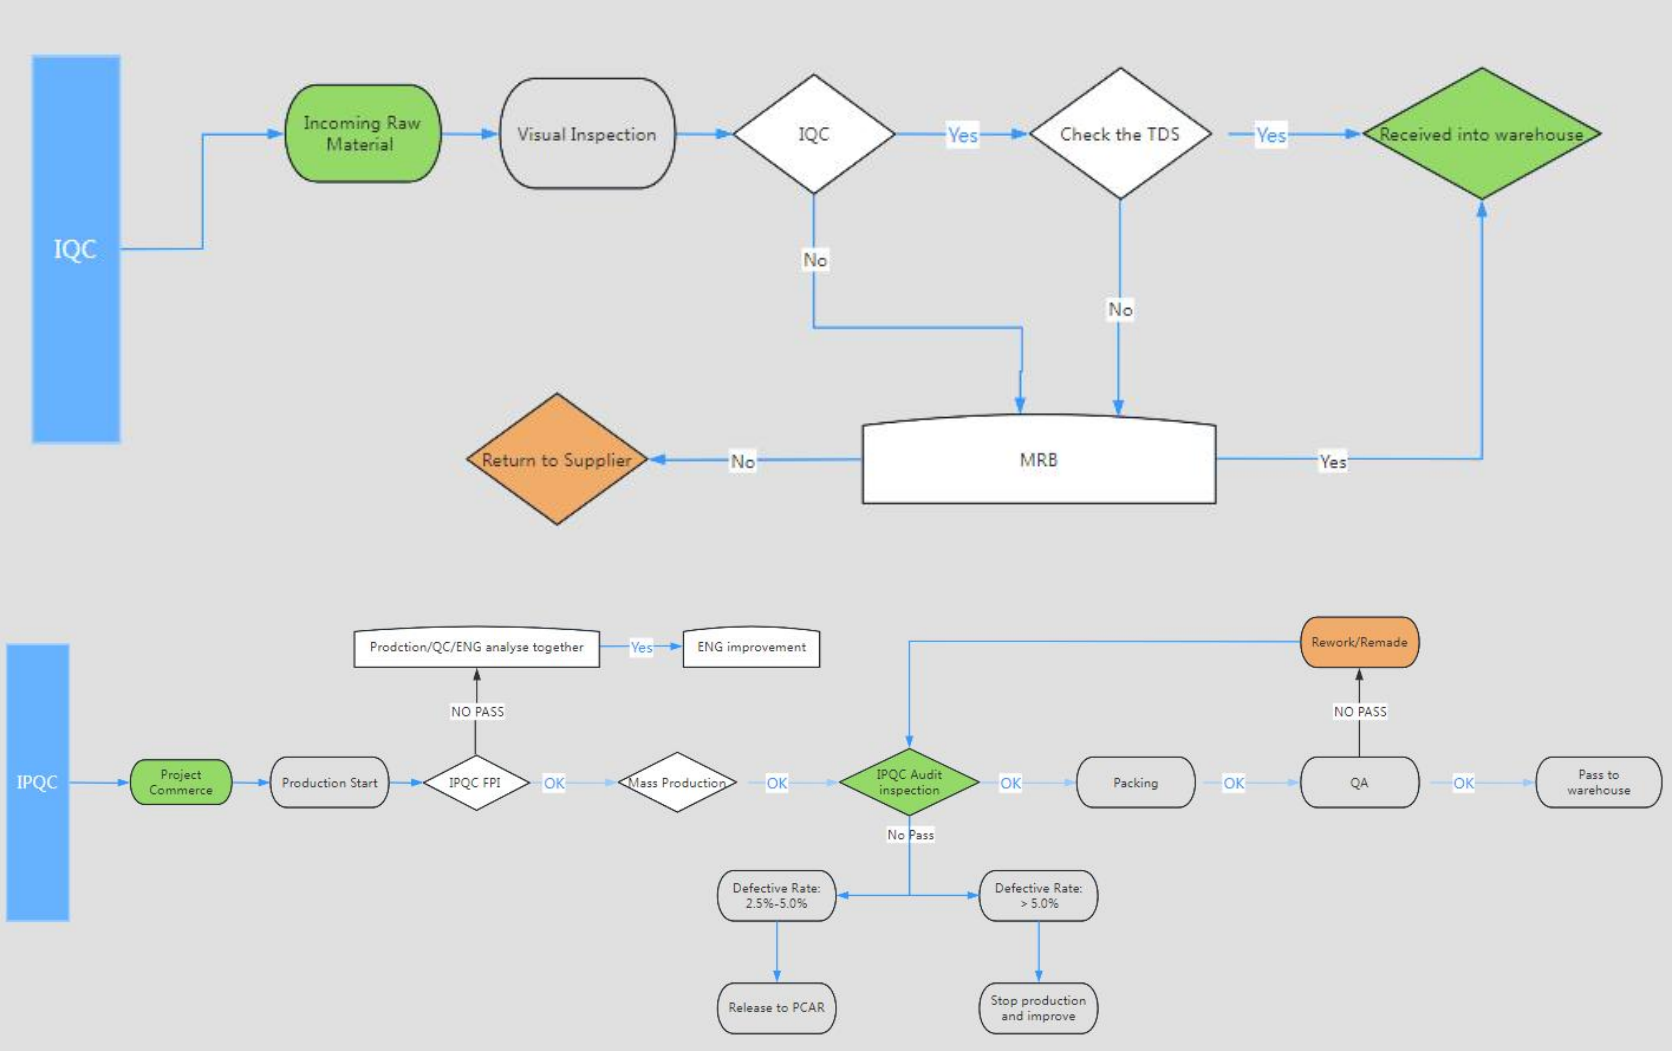 IQC
Incoming Raw
Material
Visual Inspection
IQC
Yes
Check the TDS
Yes
Received into warehouse
No
No
Return to Supplier
No
MRB
Yes
IPQC
Project
Commerce
Production Start
IPQC FPI
NO PASS
Prodction/QC/ENG analyse together
Yes
ENG improvement
OK
Mass Production
OK
IPQC Audit
inspection
OK
Packing
OK
QA
NO PASS
Rework/Remade
OK
Pass to
warehouse
No Pass
Defective Rate:
2.5%-5.0%
Defective Rate:
> 5.0%
Release to PCAR
Stop production
and improve